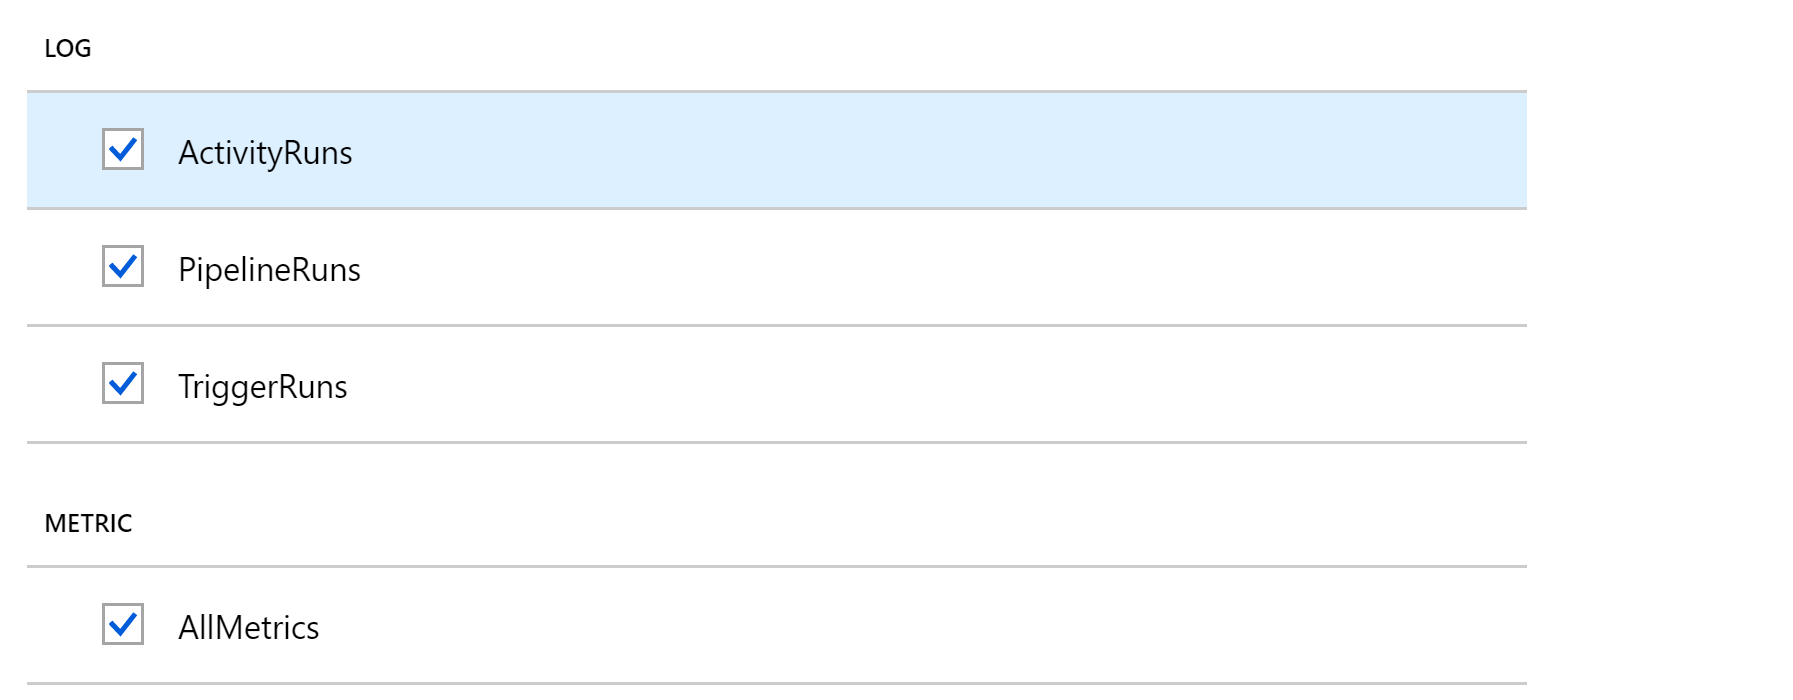 LOG
ActivityRuns
PipelineRuns
TriggerRuns
METRIC
AllMetrics